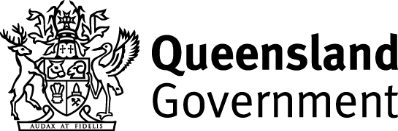 Queensland
Government
AUDAX AT FIDELIS